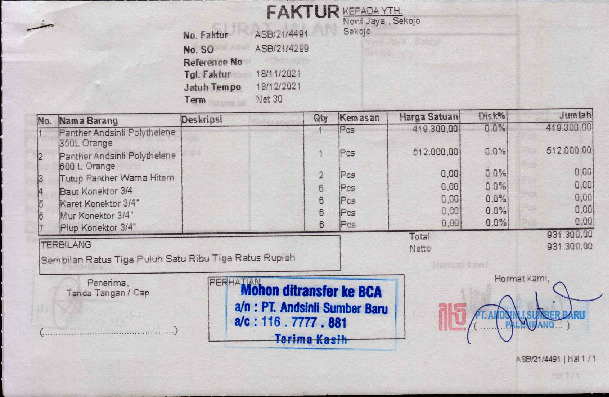 FAKTUR
KEPADA YTH.
Novil Jaya, Sekojo
Sekojo
No. Faktur ASB/21/4491
No. SO ASB/21/4289
Reference No
Tgl. Faktur 18/11/2021
Jatuh Tempo 18/12/2021
Term Net 30
No. Nama Barang Deskripsi Qty Kemasan Harga Satuan Disk% Jumlah
1 Panther Andsinli Polythelene 1 Pcs 419.300,00 0.0% 419.300,00
350L Orange
2 Panther Andsinli Polythelene 1 Pcs 512.000,00 0.0% 512.000,00
600 L Orange
3 Tutup Panther Warna Hitam 2 Pcs 0,00 0.0% 0,00
4 Baut Konektor 3/4 6 Pcs 0,00 0.0% 0,00
5 Karet Konektor 3/4" 6 Pcs 0,00 0.0% 0,00
6 Mur Konektor 3/4" 6 Pcs 0,00 0.0% 0,00
7 Plup Konektor 3/4" 6 Pcs 0,00 0.0% 0,00
Total 931.300,00
Netto 931.300,00
TERBILANG
Sembilan Ratus Tiga Puluh Satu Ribu Tiga Ratus Rupiah
Penerima,
Tanda Tangan / Cap
PERHATIAN
Mohon ditransfer ke BCA
a/n : PT. Andsinli Sumber Baru
a/c : 116 . 7777 . 881
Terima Kasih
Hormat kami,
PT. ANDSINLI SUMBER BARU
PALEMBANG
ASB/21/4491 | Hal 1 / 1